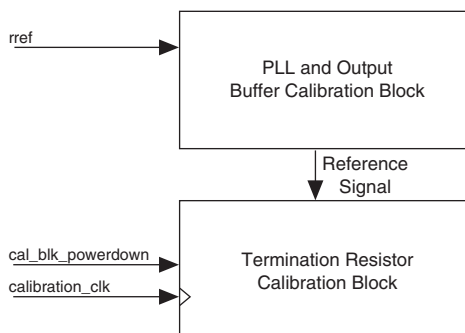 rref
PLL and Output
Buffer Calibration Block
Reference
Signal
cal_blk_powerdown
calibration_clk
Termination Resistor
Calibration Block